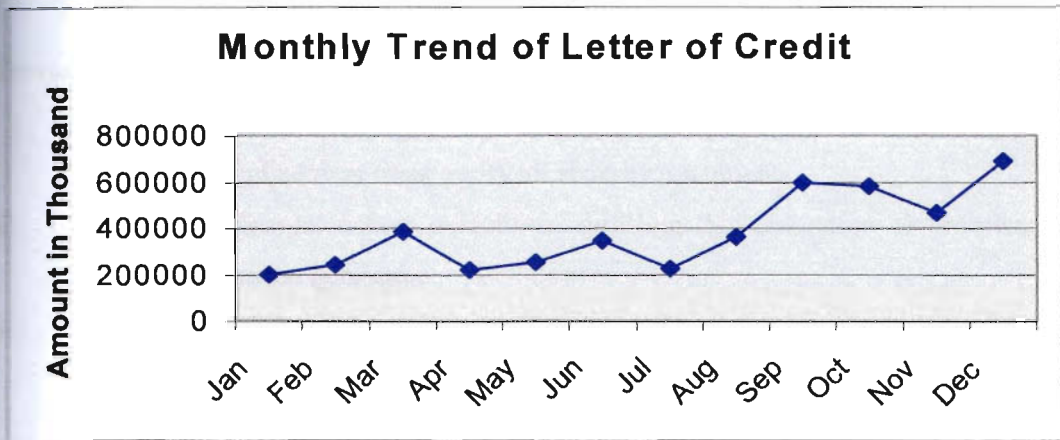 Monthly Trend of Letter of Credit
Amount in Thousand
800000
600000
400000
200000
0
Jan
Feb
Mar
Apr
May
Jun
Jul
Aug
Sep
Oct
Nov
Dec